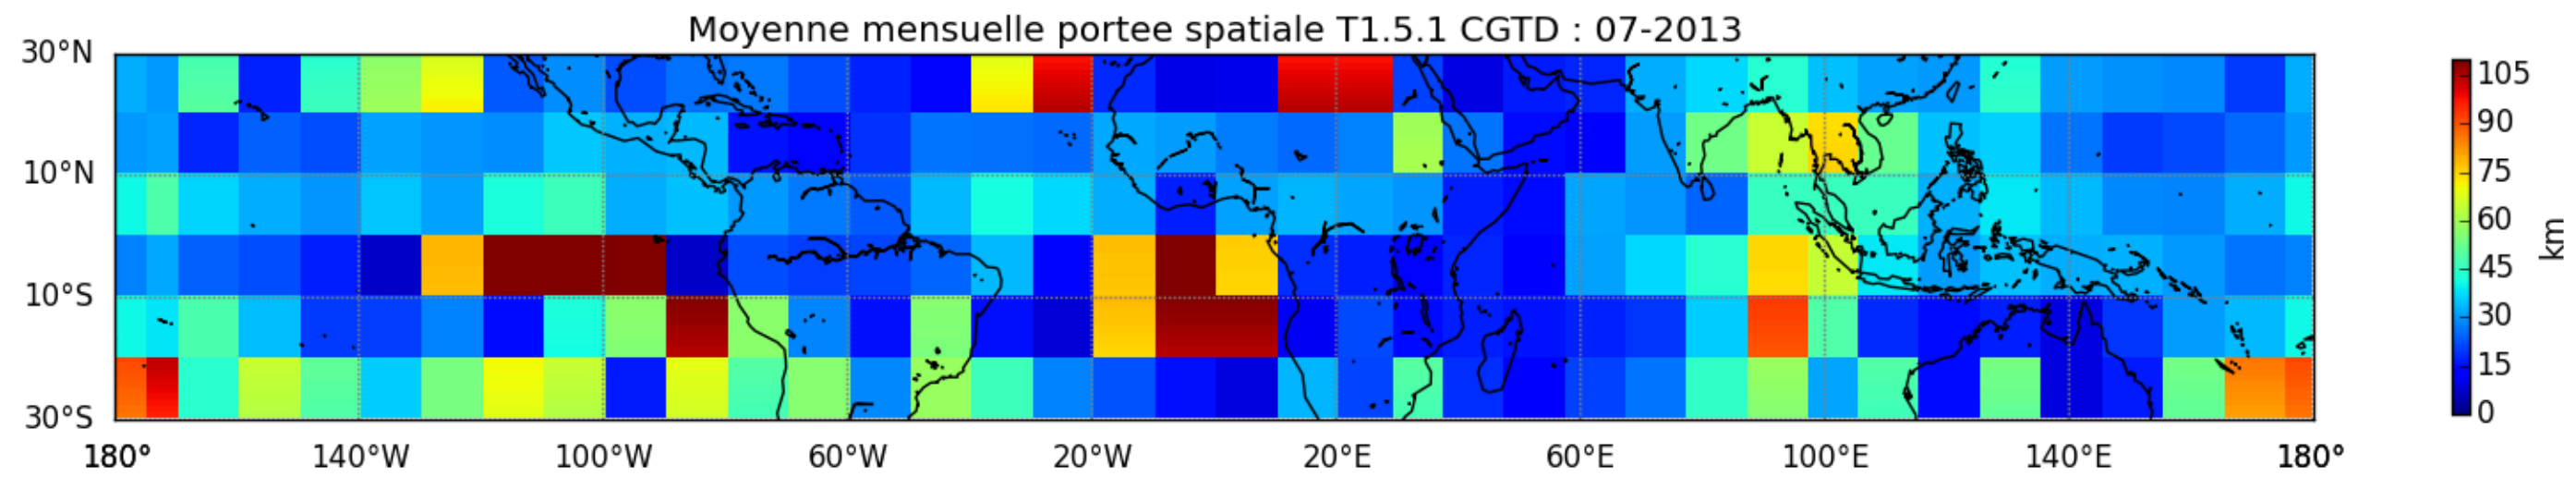 Moyenne mensuelle portee spatiale T1.5.1 CGTD : 07-2013
30°N
10°N
10°S
30°S
180° 140°W 100°W 60°W 20°W 20°E 60°E 100°E 140°E 180°
105
90
75
60
45
30
15
0
km